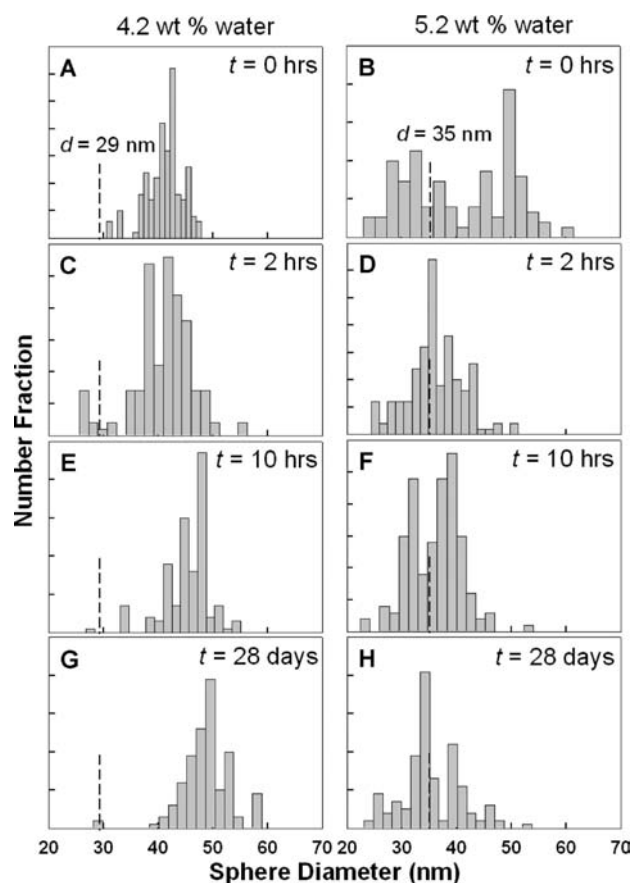 4.2 wt % water 5.2 wt % water
A t = 0 hrs B t = 0 hrs
d = 29 nm d = 35 nm
C t = 2 hrs D t = 2 hrs
Number Fraction
E t = 10 hrs F t = 10 hrs
G t = 28 days H t = 28 days
20 30 40 50 60 70 20 30 40 50 60 70
Sphere Diameter (nm)